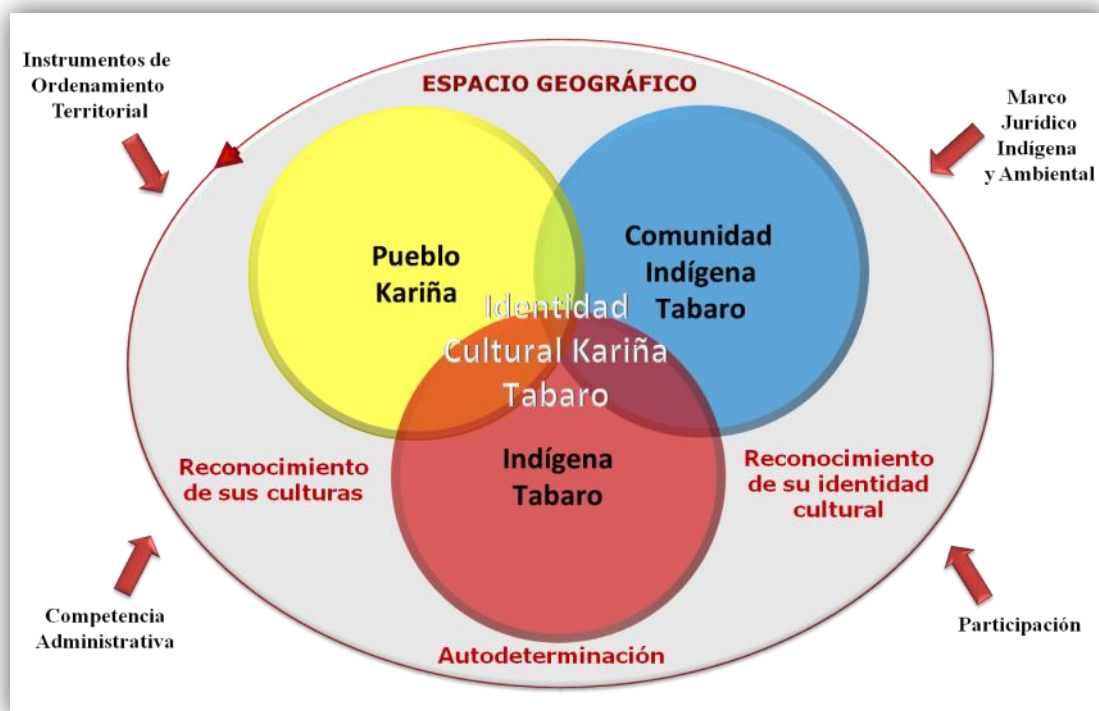 Instrumentos de
Ordenamiento
Territorial
ESPACIO GEOGRÁFICO
Marco
Jurídico
Indígena
y Ambiental
Pueblo
Kariña
Comunidad
Indígena
Tabaro
Identidad
Cultural Kariña
Tabaro
Indígena
Tabaro
Reconocimiento
de sus culturas
Reconocimiento
de su identidad
cultural
Competencia
Administrativa
Autodeterminación
Participación